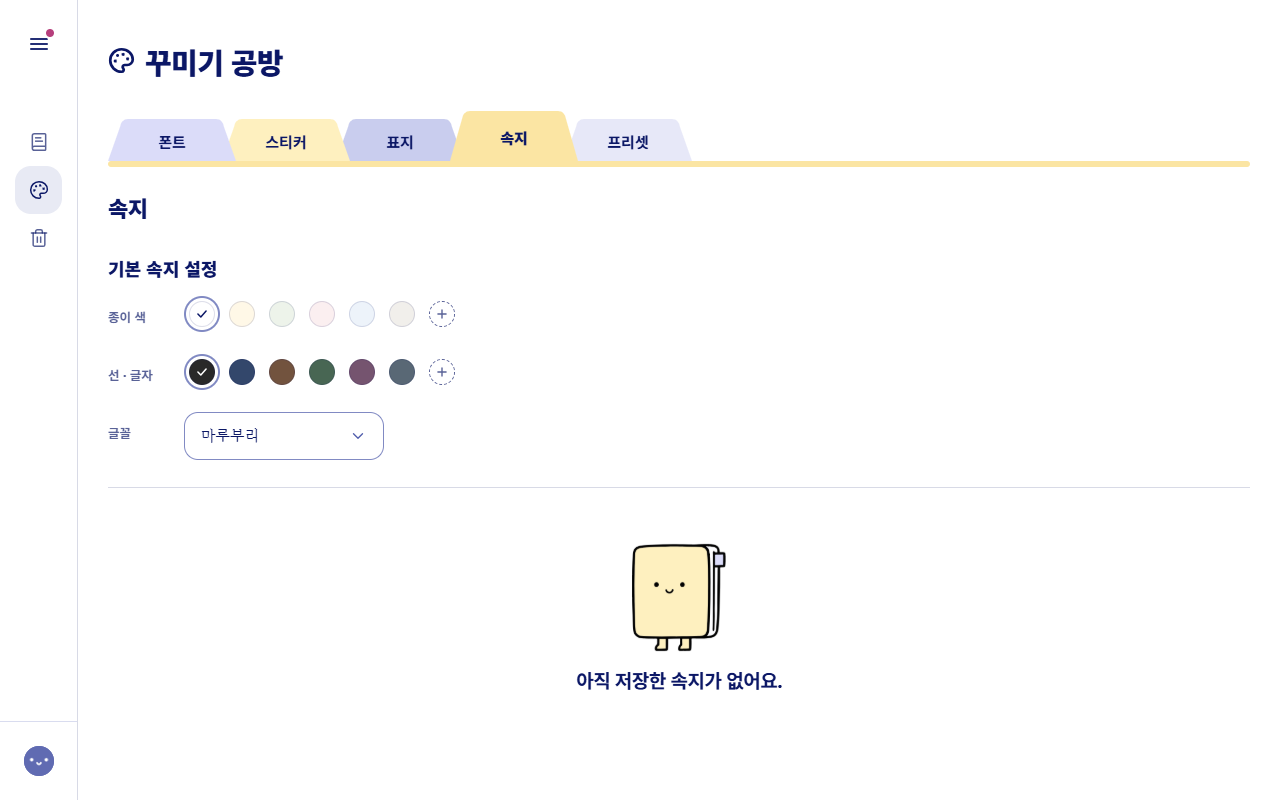 꾸미기 공방
폰트
스티커
표지
속지
프리셋
속지
기본 속지 설정
종이 색
선 · 글자
글꼴
마루부리
아직 저장한 속지가 없어요.